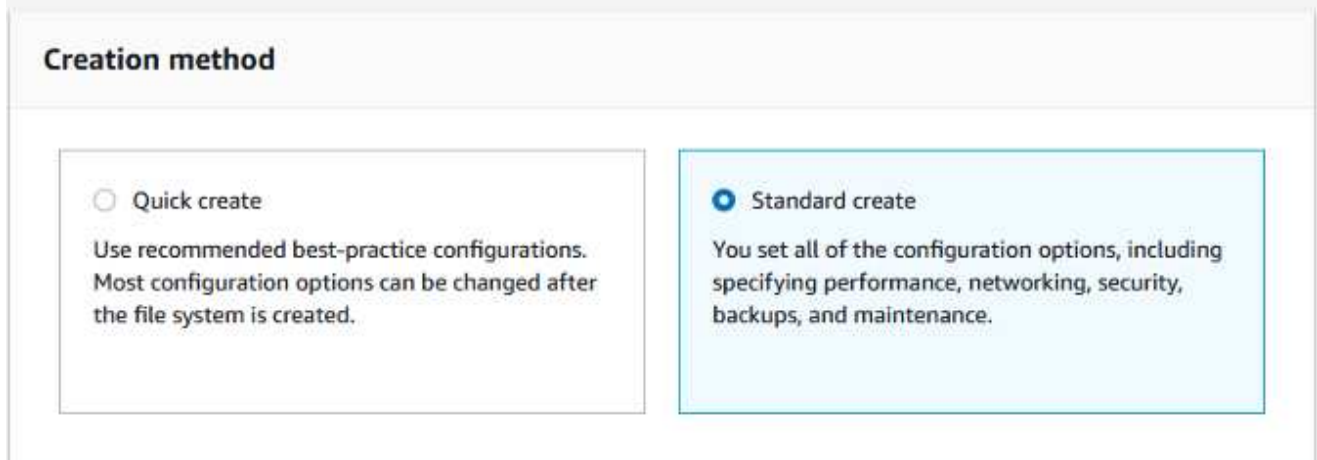 Creation method
Quick create
Use recommended best-practice configurations.
Most configuration options can be changed after
the file system is created.
Standard create
You set all of the configuration options, including
specifying performance, networking, security,
backups, and maintenance.